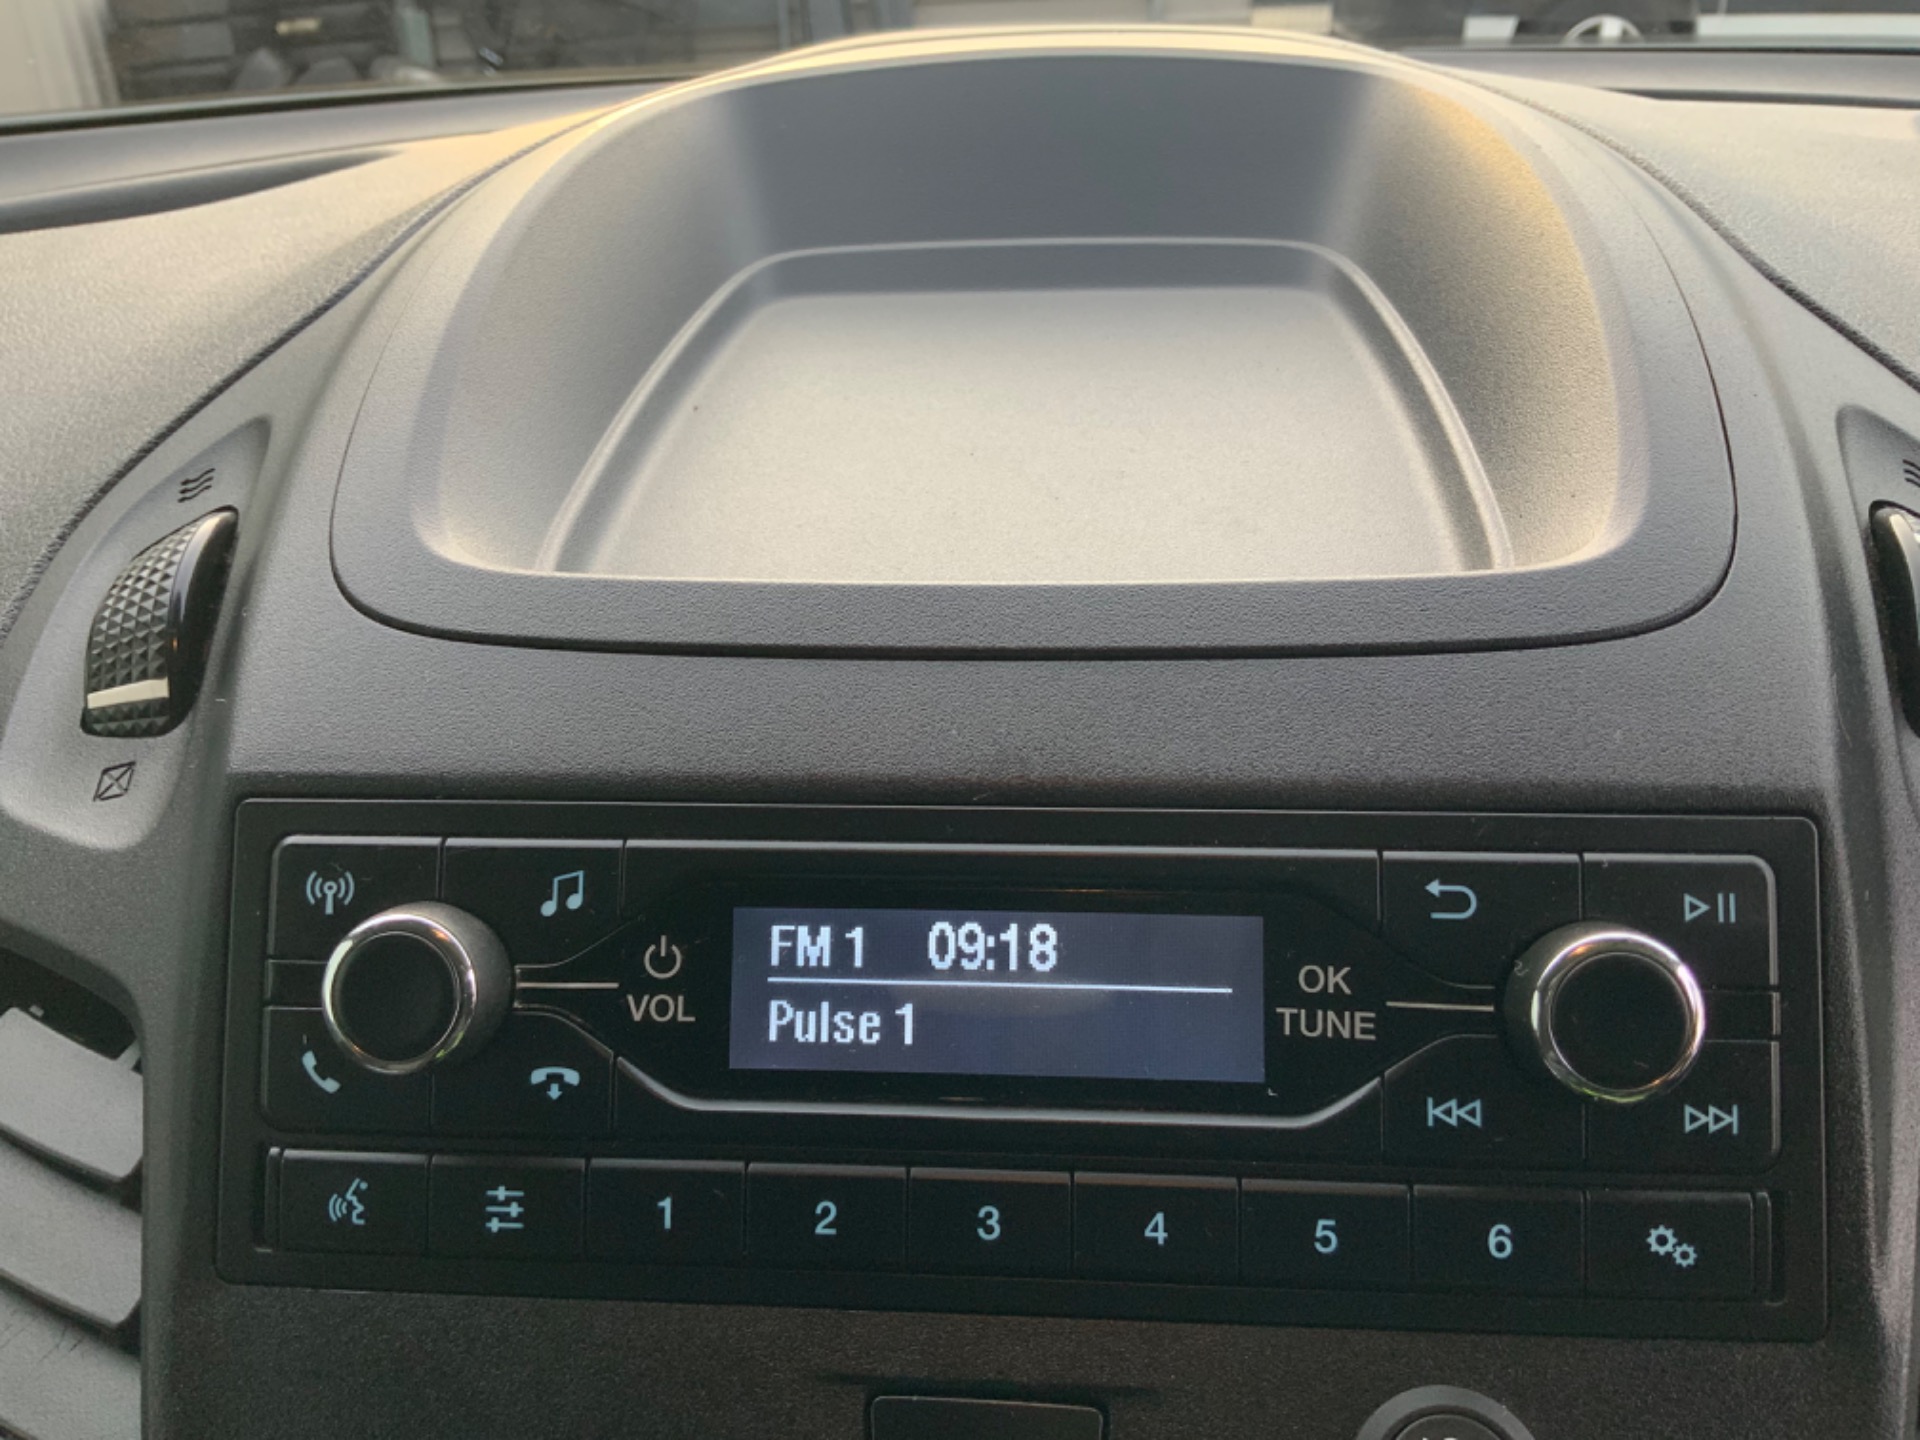 FM 1 09:18
Pulse 1
VOL
OK
TUNE
1 2 3 4 5 6